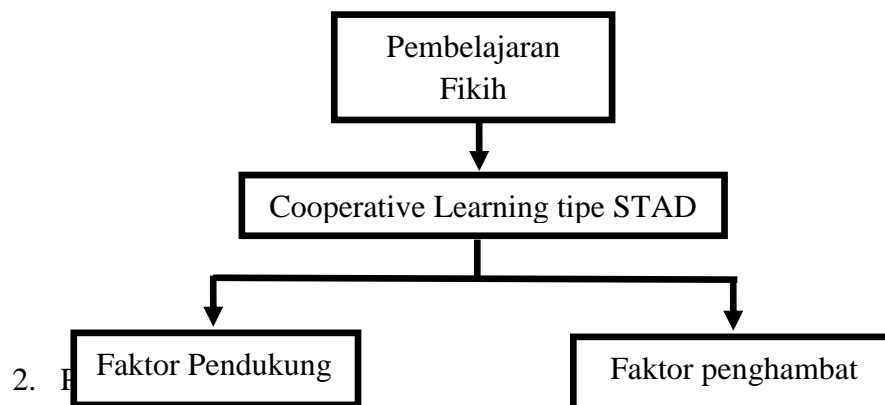 Pembelajaran
Fikih
Cooperative Learning tipe STAD
Faktor Pendukung
Faktor penghambat
2.